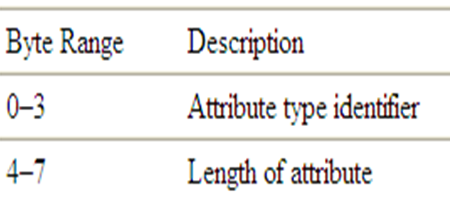 Byte Range Description
0–3 Attribute type identifier
4–7 Length of attribute